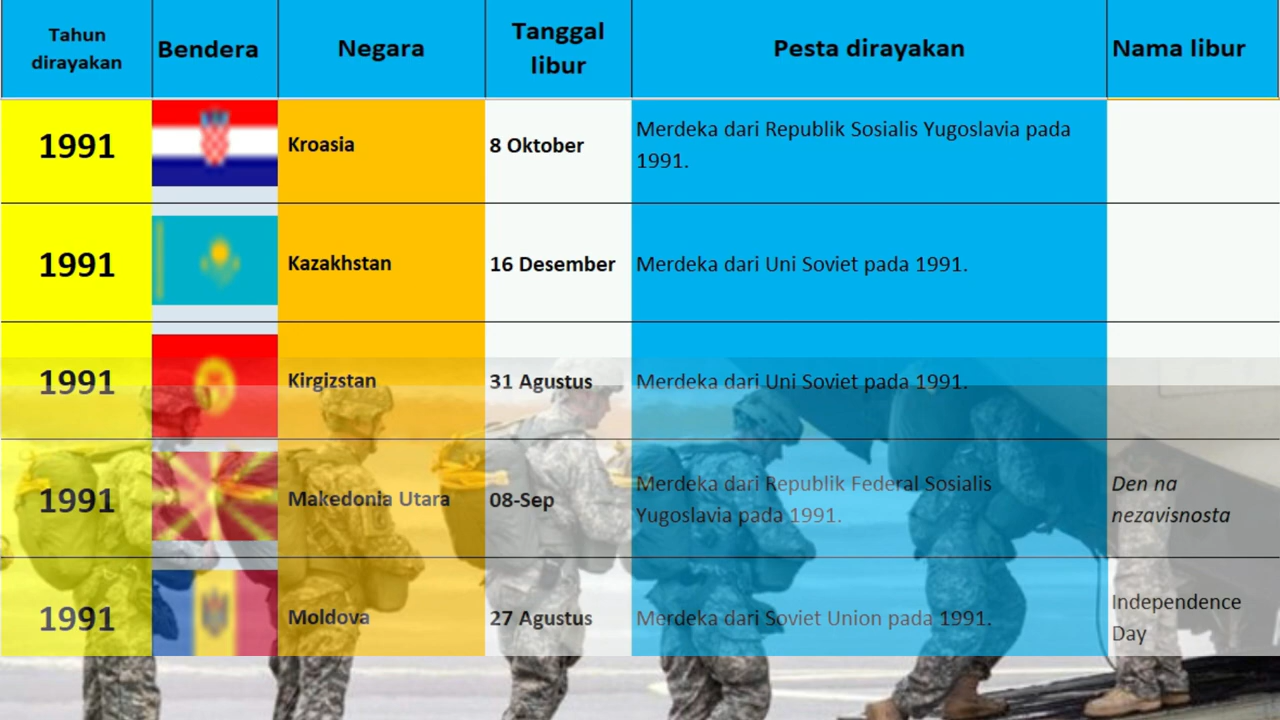 Tahun dirayakan
Bendera
Negara
Tanggal libur
Pesta dirayakan
Nama libur
1991
Kroasia
8 Oktober
Merdeka dari Republik Sosialis Yugoslavia pada
1991.
1991
Kazakhstan
16 Desember
Merdeka dari Uni Soviet pada 1991.
1991
Kirgizstan
31 Agustus
Merdeka dari Uni Soviet pada 1991.
1991
Makedonia Utara
08-Sep
Merdeka dari Republik Federal Sosialis
Yugoslavia pada 1991.
Den na
nezavisnosta
1991
Moldova
27 Agustus
Merdeka dari Soviet Union pada 1991.
Independence
Day